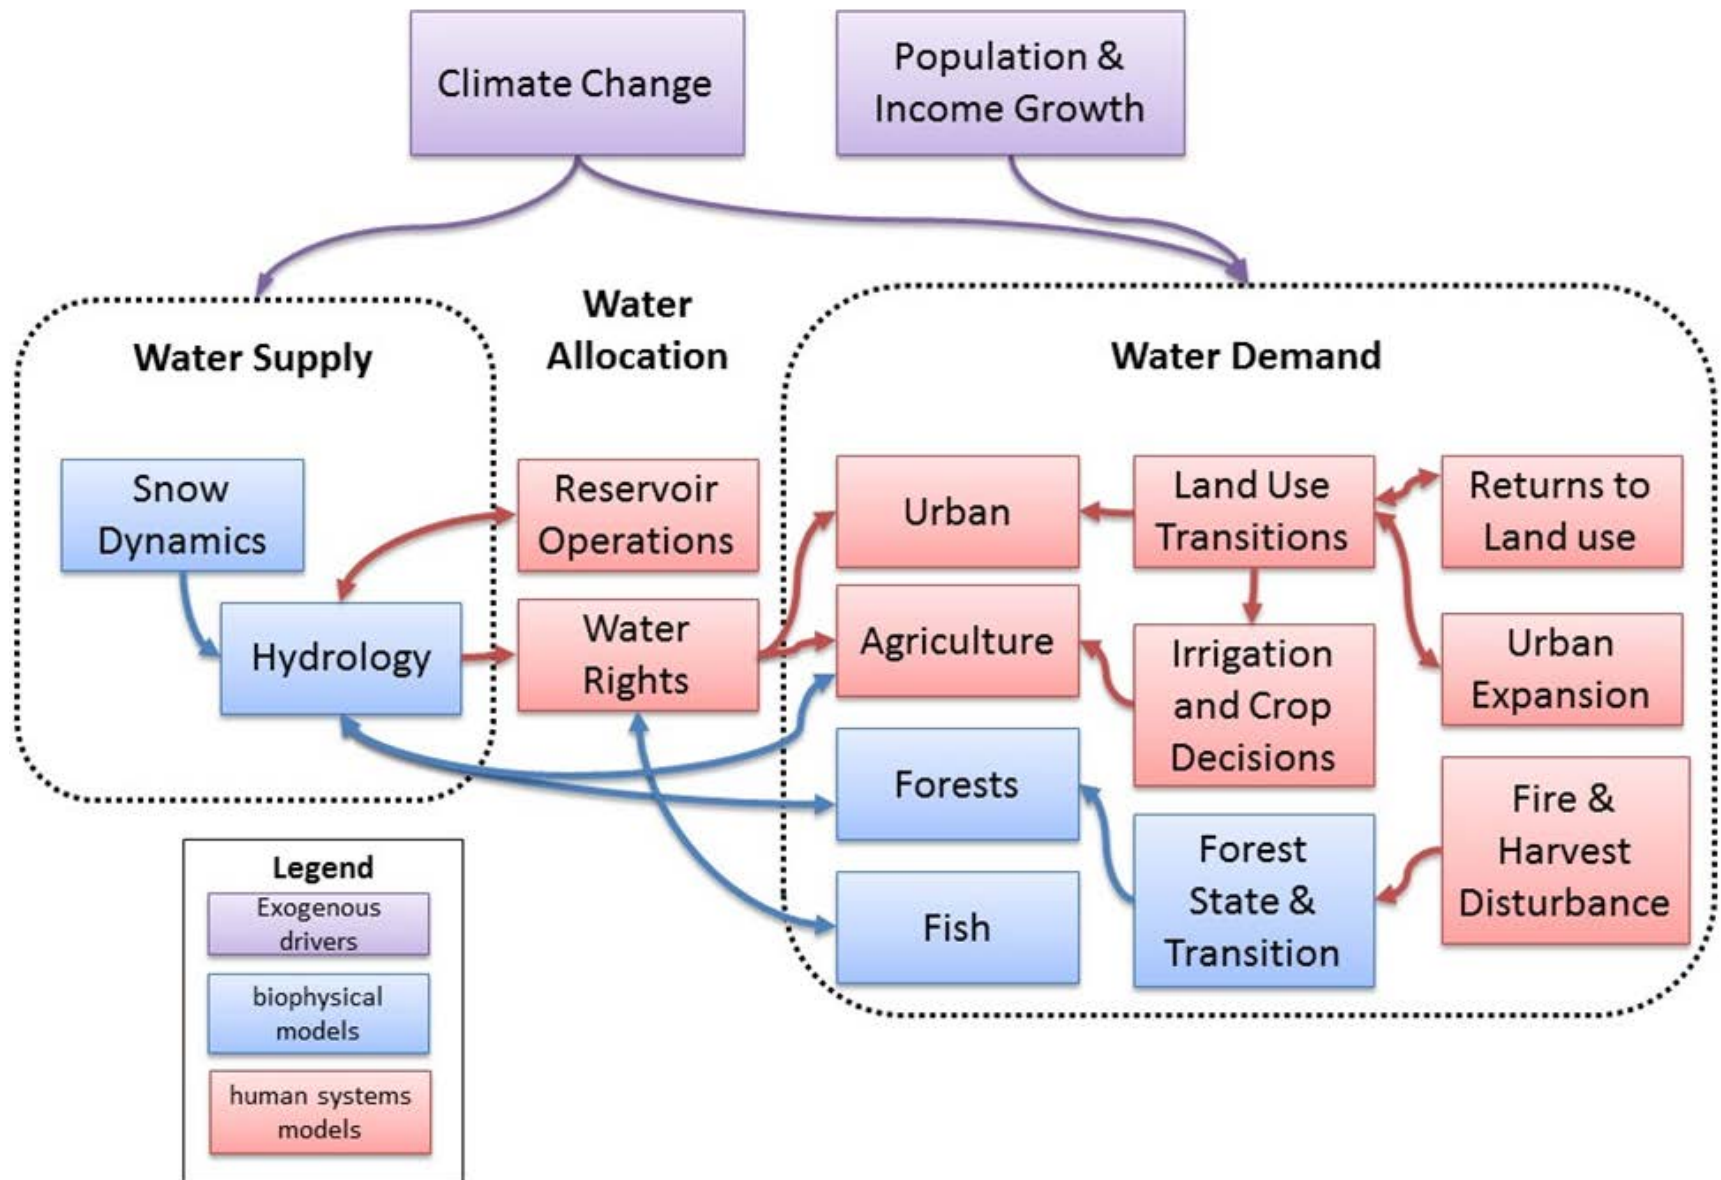 Climate Change
Population &
Income Growth
Water Supply
Water
Allocation
Water Demand
Snow
Dynamics
Hydrology
Reservoir
Operations
Water
Rights
Urban
Agriculture
Forests
Fish
Land Use
Transitions
Irrigation
and Crop
Decisions
Forest
State &
Transition
Returns to
Land use
Urban
Expansion
Fire &
Harvest
Disturbance
Legend
Exogenous
drivers
biophysical
models
human systems
models